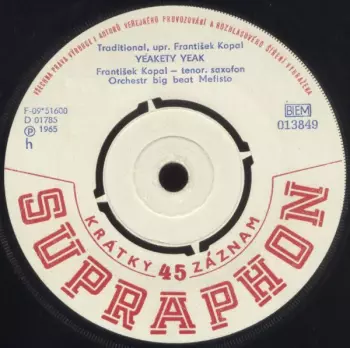 VŠECHNA PRÁVA VÝROBCE I AUTORŮ VEŘEJNÉHO PROVOZOVÁNÍ A ROZHLASOVÉHO ŠÍŘENÍ VYHRAZENA
Traditional, upr. František Kopal
YEAKETY YEAK
František Kopal - tenor. saxofon
Orchestr big beat Mefisto
F-09*51600
D 01785
Ⓟ 1965
h
BIEM
013849
KRÁTKÝ 45 ZÁZNAM
SUPRAPHON